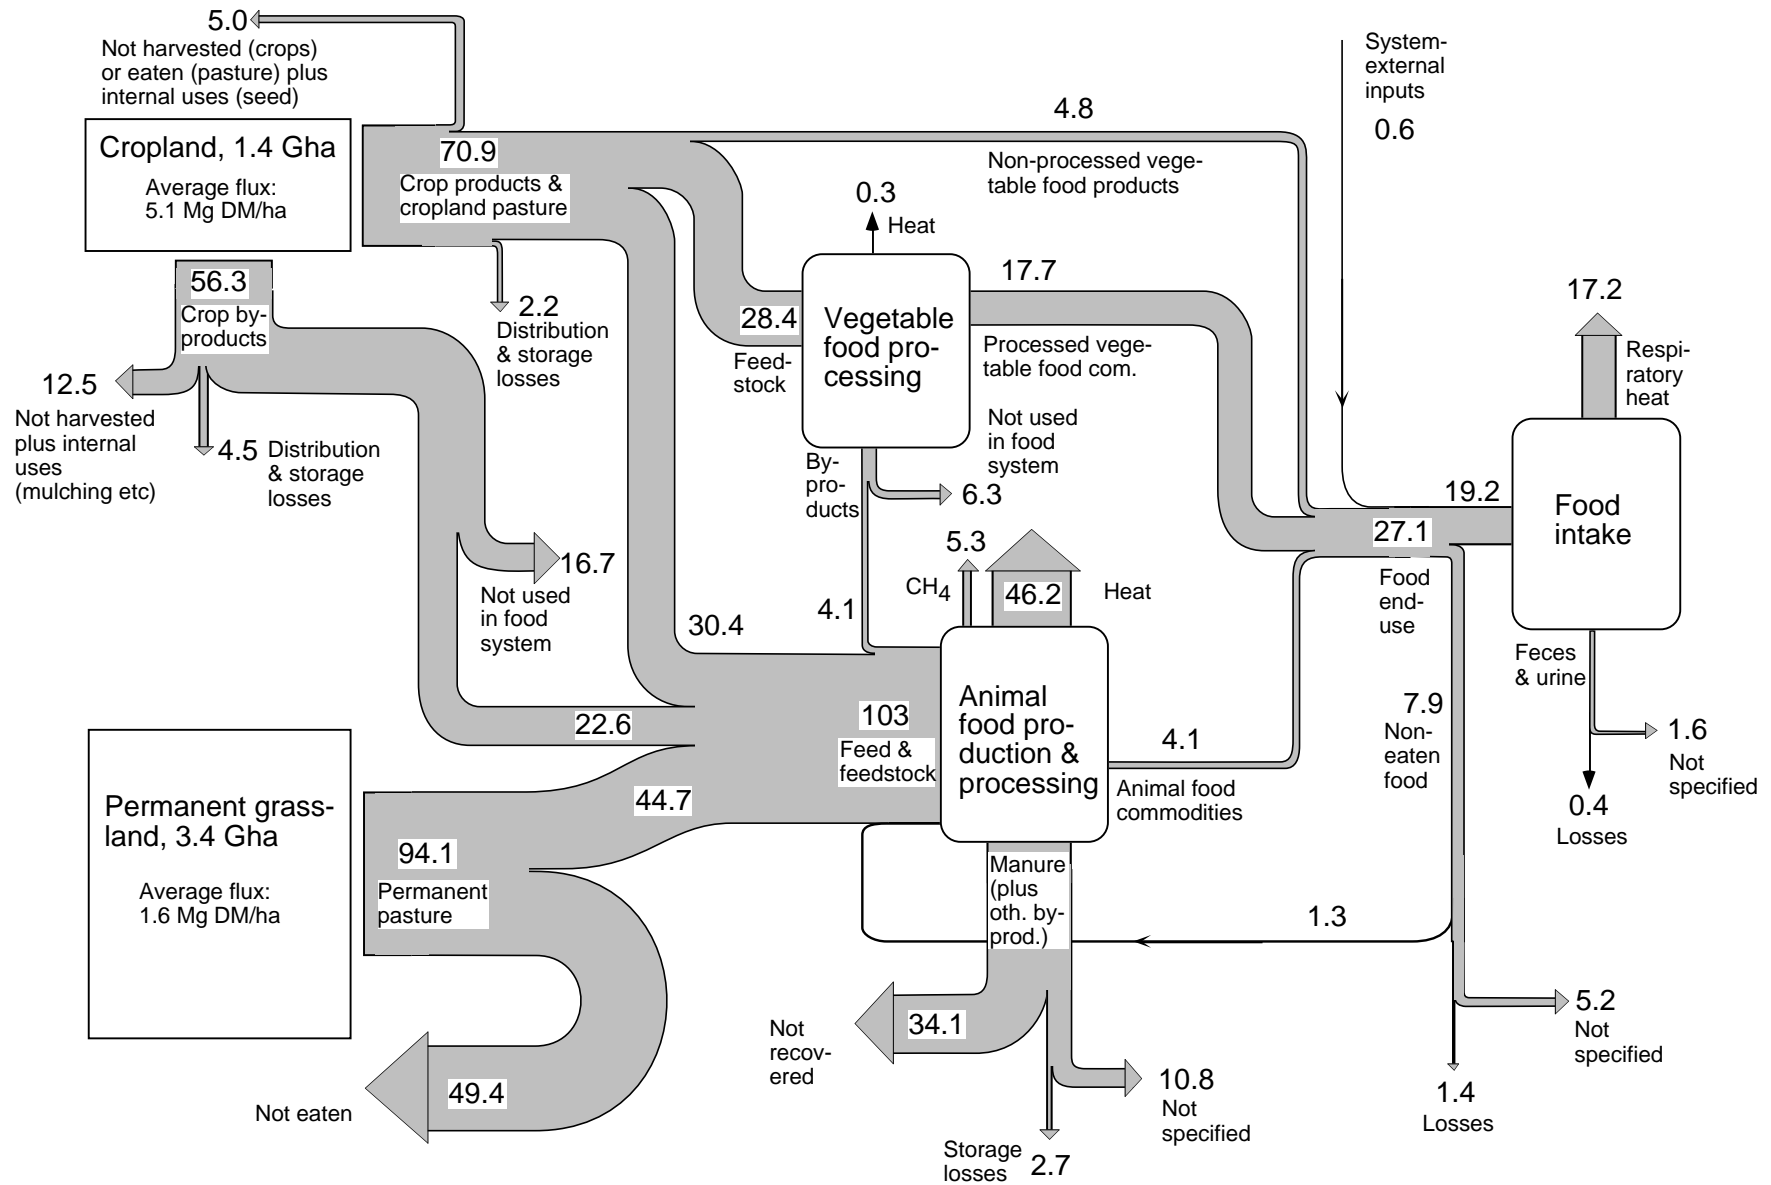 5.0
Not harvested (crops)
or eaten (pasture) plus
internal uses (seed)
Cropland, 1.4 Gha
Average flux:
5.1 Mg DM/ha
70.9
Crop products &
cropland pasture
4.8
Non-processed vege-
table food products
System-
external
inputs
0.6
56.3
Crop by-
products
2.2
Distribution
& storage
losses
12.5
Not harvested
plus internal
uses
(mulching etc)
4.5
Distribution
& storage
losses
16.7
Not used
in food
system
28.4
Feed-
stock
0.3
Heat
Vegetable
food pro-
cessing
17.7
Processed vege-
table food com.
By-
pro-
ducts
Not used
in food
system
6.3
4.1
30.4
22.6
5.3
CH4
46.2
Heat
103
Feed &
feedstock
Animal
food pro-
duction &
processing
4.1
Animal food
commodities
Permanent grass-
land, 3.4 Gha
Average flux:
1.6 Mg DM/ha
94.1
Permanent
pasture
44.7
49.4
Not eaten
Manure
(plus
oth. by-
prod.)
34.1
Not
recov-
ered
Storage
losses
2.7
10.8
Not
specified
1.3
27.1
Food
end-
use
19.2
Food
intake
17.2
Respi-
ratory
heat
Feces
& urine
1.6
Not
specified
0.4
Losses
7.9
Non-
eaten
food
5.2
Not
specified
1.4
Losses